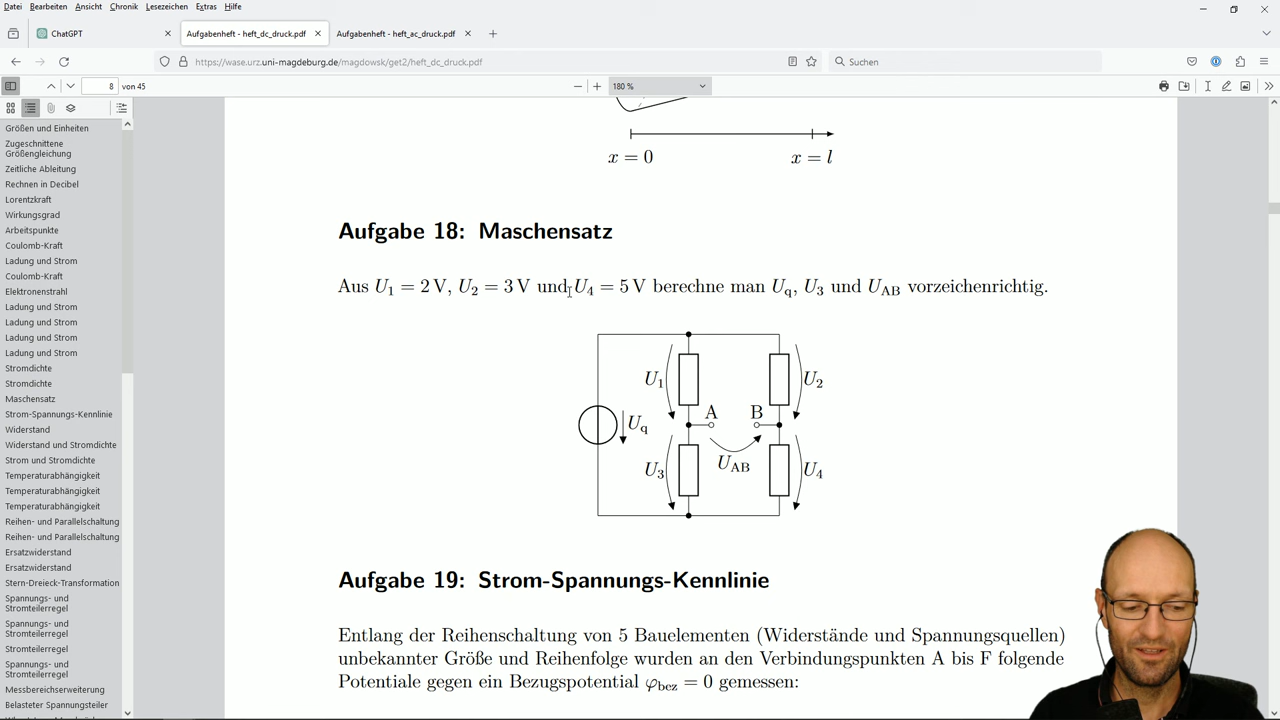 Datei Bearbeiten Ansicht Chronik Lesezeichen Extras Hilfe
ChatGPT
Aufgabenheft - heft_dc_druck.pdf
Aufgabenheft - heft_ac_druck.pdf
https://wase.urz.uni-magdeburg.de/magdowsk/get2/heft_dc_druck.pdf
Suchen
8 von 45
180 %
Größen und Einheiten
Zugeschnittene
Größengleichung
Zeitliche Ableitung
Rechnen in Decibel
Lorentzkraft
Wirkungsgrad
Arbeitspunkte
Coulomb-Kraft
Ladung und Strom
Coulomb-Kraft
Elektronenstrahl
Ladung und Strom
Ladung und Strom
Ladung und Strom
Ladung und Strom
Stromdichte
Stromdichte
Maschensatz
Strom-Spannungs-Kennlinie
Widerstand
Widerstand und Stromdichte
Strom und Stromdichte
Temperaturabhängigkeit
Temperaturabhängigkeit
Temperaturabhängigkeit
Reihen- und Parallelschaltung
Reihen- und Parallelschaltung
Ersatzwiderstand
Ersatzwiderstand
Stern-Dreieck-Transformation
Spannungs- und
Stromteilerregel
Spannungs- und
Stromteilerregel
Stromteilerregel
Spannungs- und
Stromteilerregel
Messbereichserweiterung
Belasteter Spannungsteiler
x = 0
x = l
Aufgabe 18: Maschensatz
Aus U₁ = 2 V, U₂ = 3 V und U₄ = 5 V berechne man U_q, U₃ und U_AB vorzeichenrichtig.
U₁
U₂
A
B
U_q
U₃
U_AB
U₄
Aufgabe 19: Strom-Spannungs-Kennlinie
Entlang der Reihenschaltung von 5 Bauelementen (Widerstände und Spannungsquellen)
unbekannter Größe und Reihenfolge wurden an den Verbindungspunkten A bis F folgende
Potentiale gegen ein Bezugspotential φ_bez = 0 gemessen: